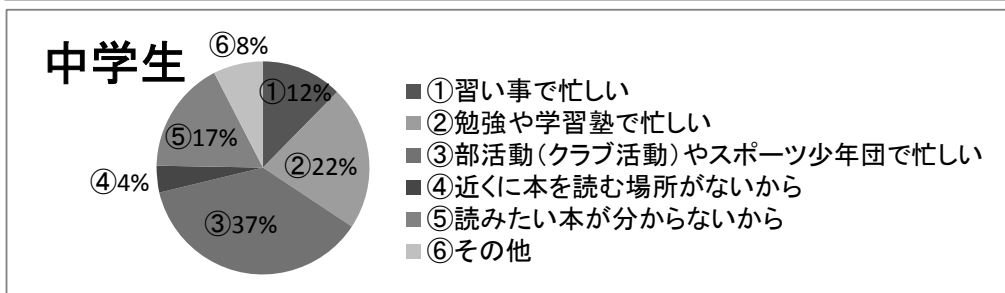 中学生
①12%
②22%
③37%
④4%
⑤17%
⑥8%
①習い事で忙しい
②勉強や学習塾で忙しい
③部活動(クラブ活動)やスポーツ少年団で忙しい
④近くに本を読む場所がないから
⑤読みたい本が分からないから
⑥その他